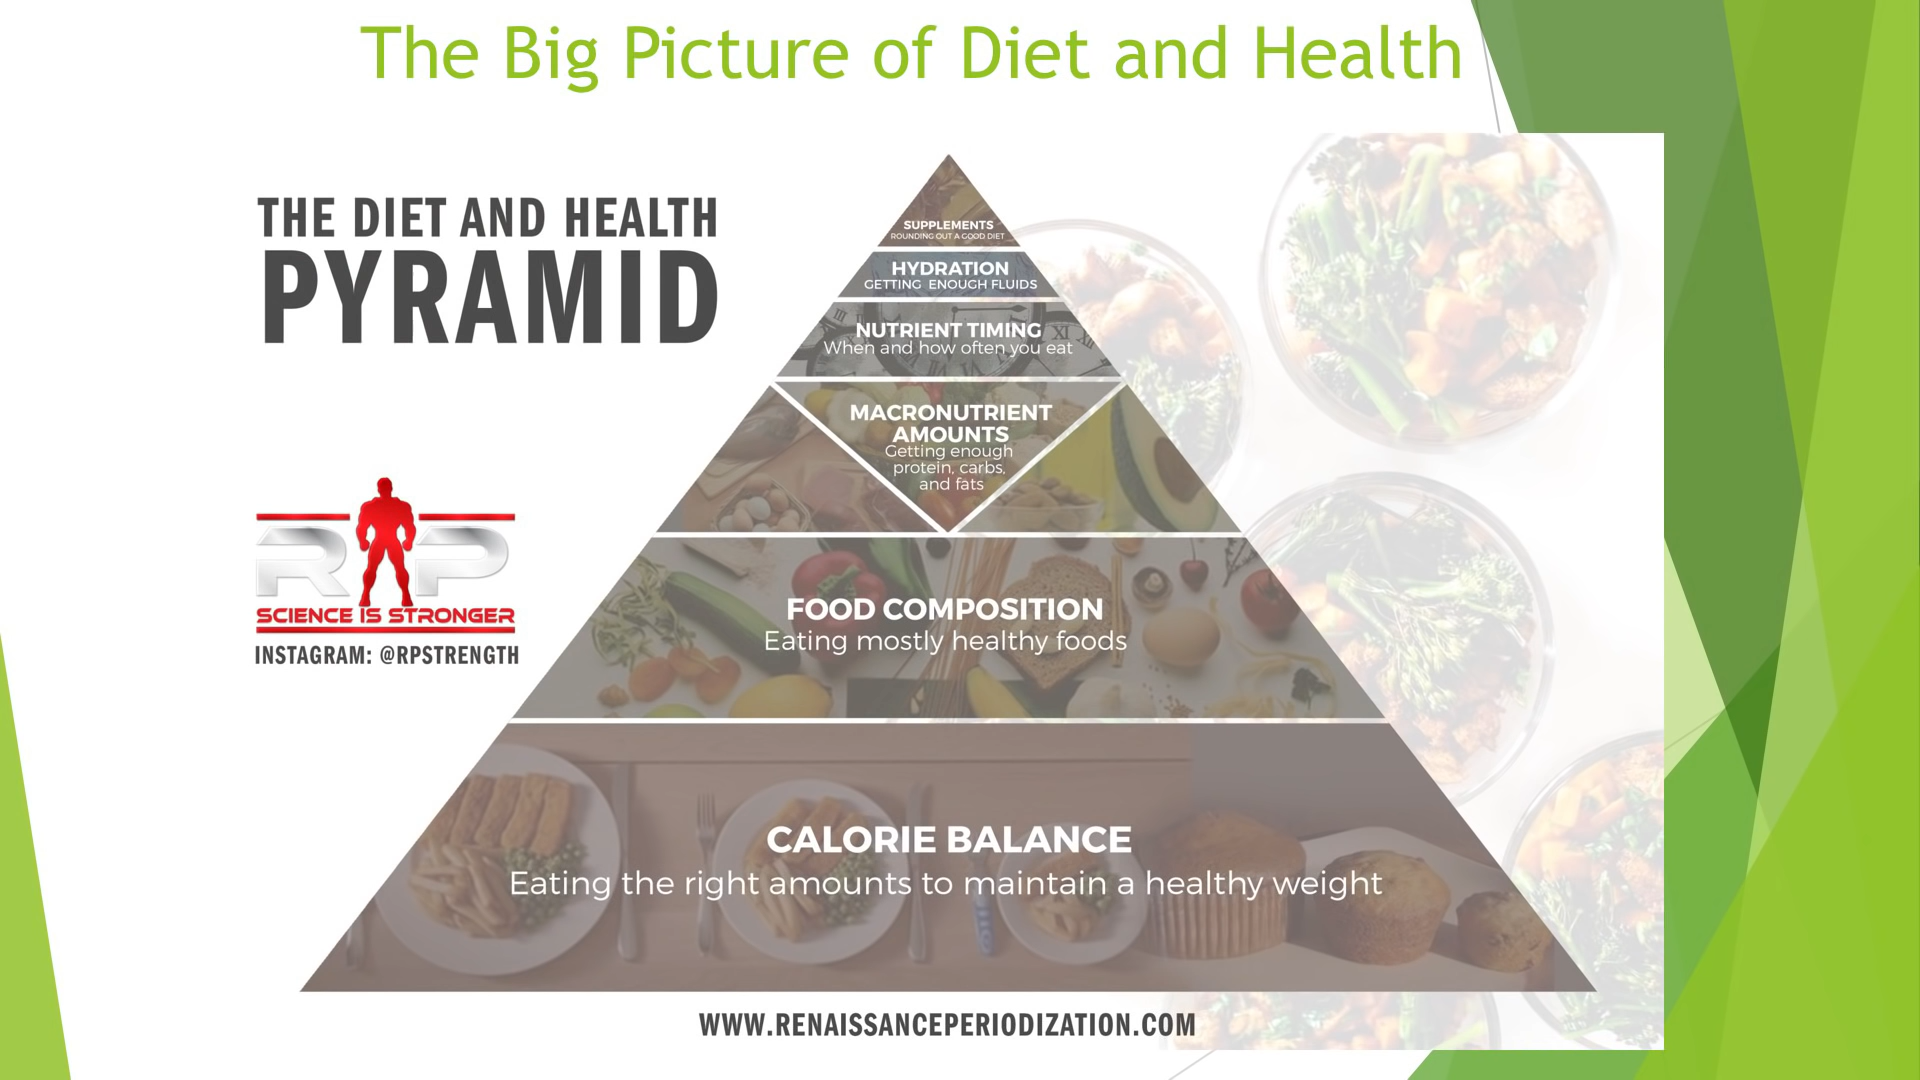 The Big Picture of Diet and Health
THE DIET AND HEALTH
PYRAMID
SUPPLEMENTS
ROUNDING OUT A GOOD DIET
HYDRATION
GETTING ENOUGH FLUIDS
NUTRIENT TIMING
When and how often you eat
MACRONUTRIENT
AMOUNTS
Getting enough
protein, carbs,
and fats
RP
SCIENCE IS STRONGER
INSTAGRAM: @RPSTRENGTH
FOOD COMPOSITION
Eating mostly healthy foods
CALORIE BALANCE
Eating the right amounts to maintain a healthy weight
WWW.RENAISSANCEPERIODIZATION.COM